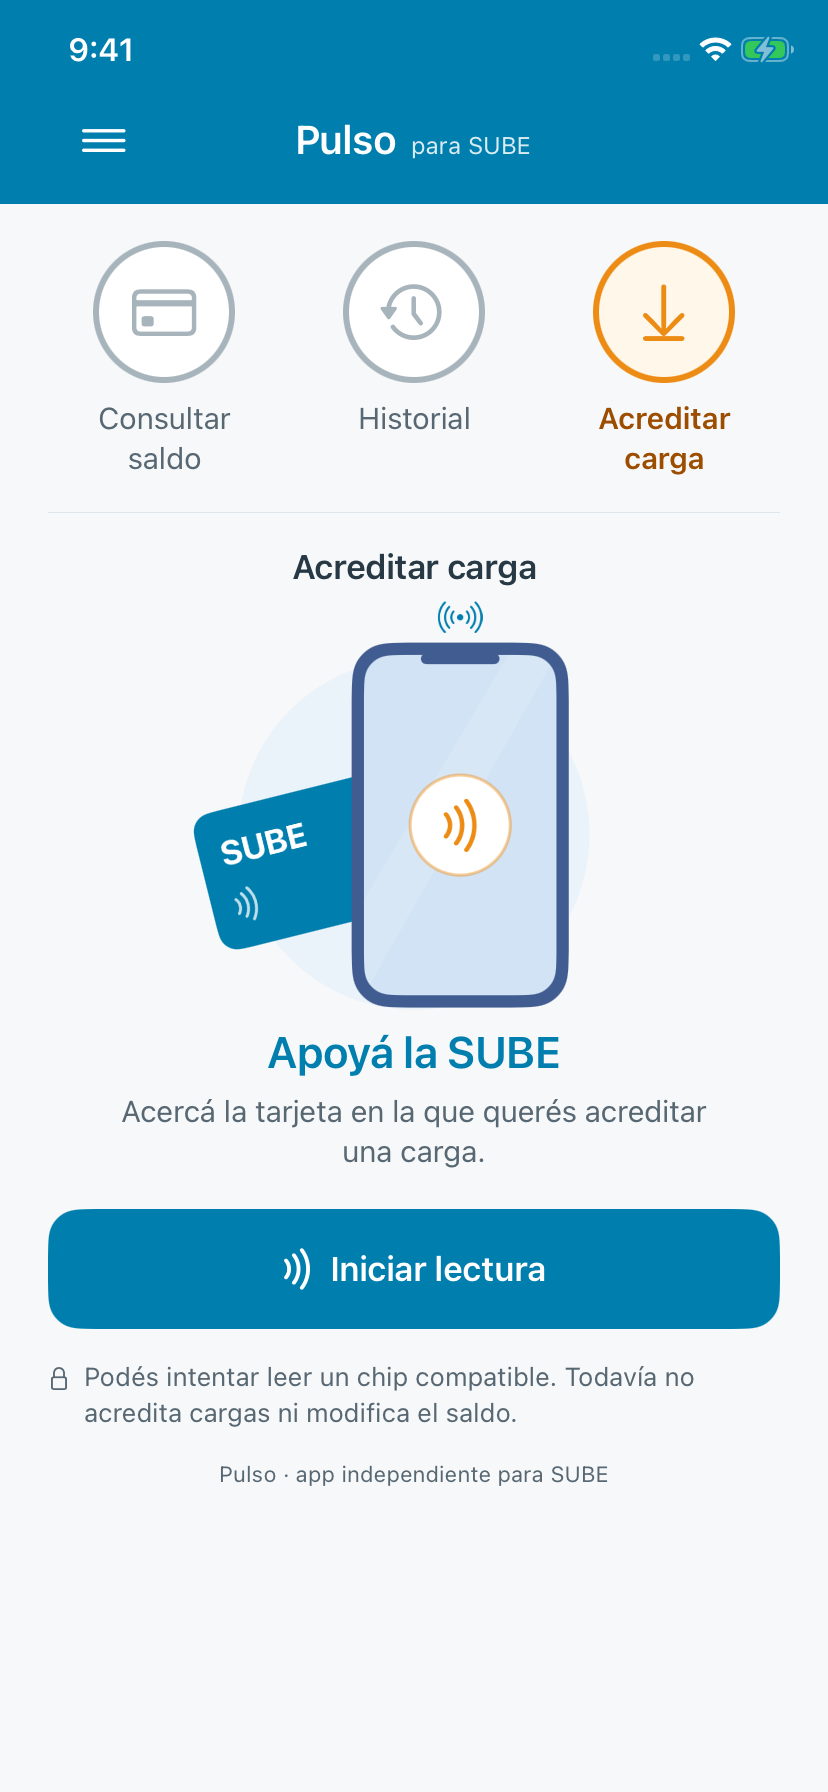 9:41
Pulso para SUBE
Consultar
saldo
Historial
Acreditar
carga
Acreditar carga
SUBE
Apoyá la SUBE
Acercá la tarjeta en la que querés acreditar
una carga.
Iniciar lectura
Podés intentar leer un chip compatible. Todavía no
acredita cargas ni modifica el saldo.
Pulso · app independiente para SUBE